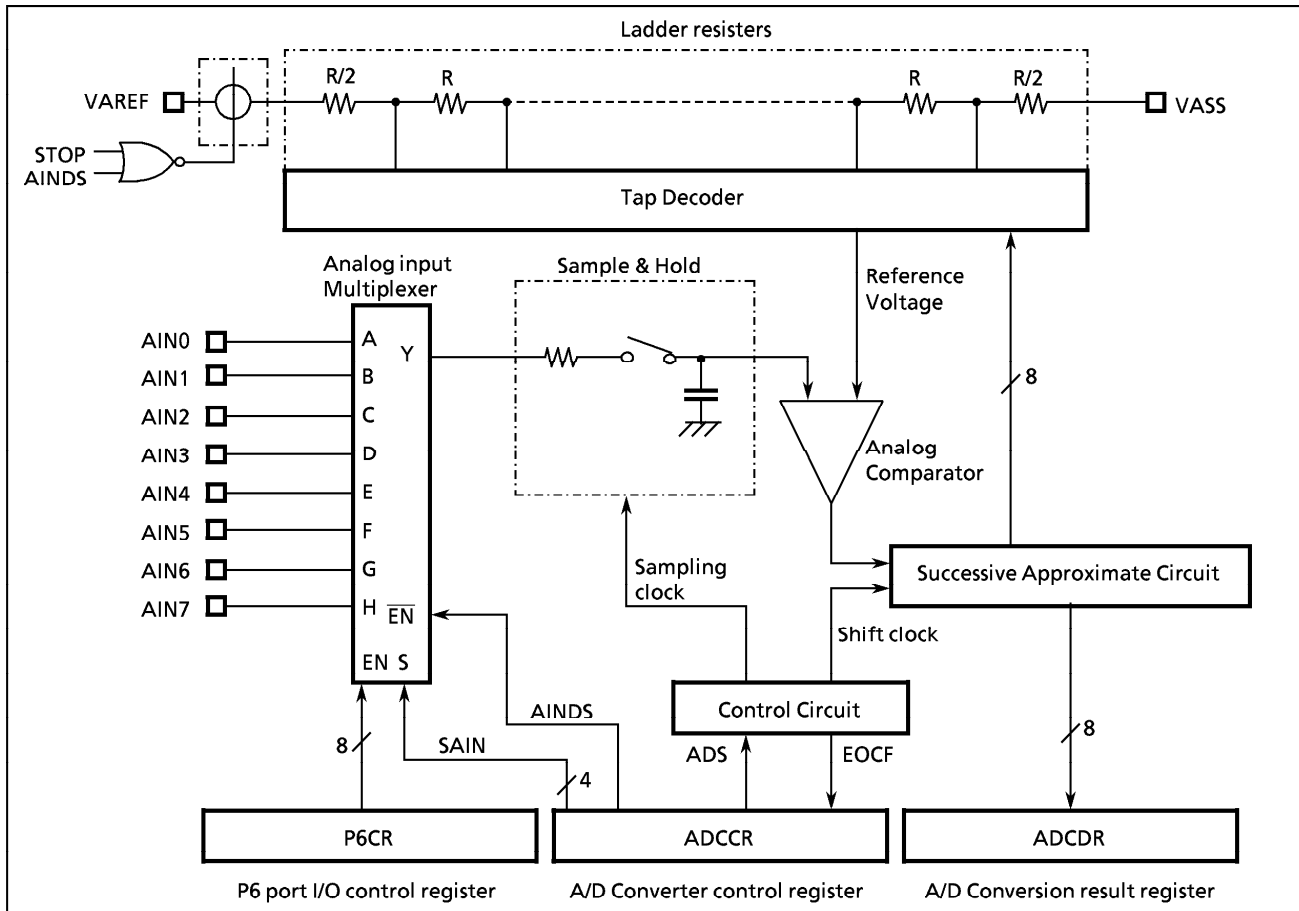 Ladder resisters
R/2
R
R
R/2
VAREF
VASS
STOP
AINDS
Tap Decoder
Analog input
Multiplexer
Sample & Hold
Reference
Voltage
AIN0
A
Y
AIN1
B
8
AIN2
C
AIN3
D
Analog
Comparator
AIN4
E
AIN5
F
AIN6
G
Sampling
clock
Successive Approximate Circuit
AIN7
H
EN
Shift clock
EN S
AINDS
Control Circuit
8
SAIN
ADS
EOCF
8
4
P6CR
ADCCR
ADCDR
P6 port I/O control register
A/D Converter control register
A/D Conversion result register